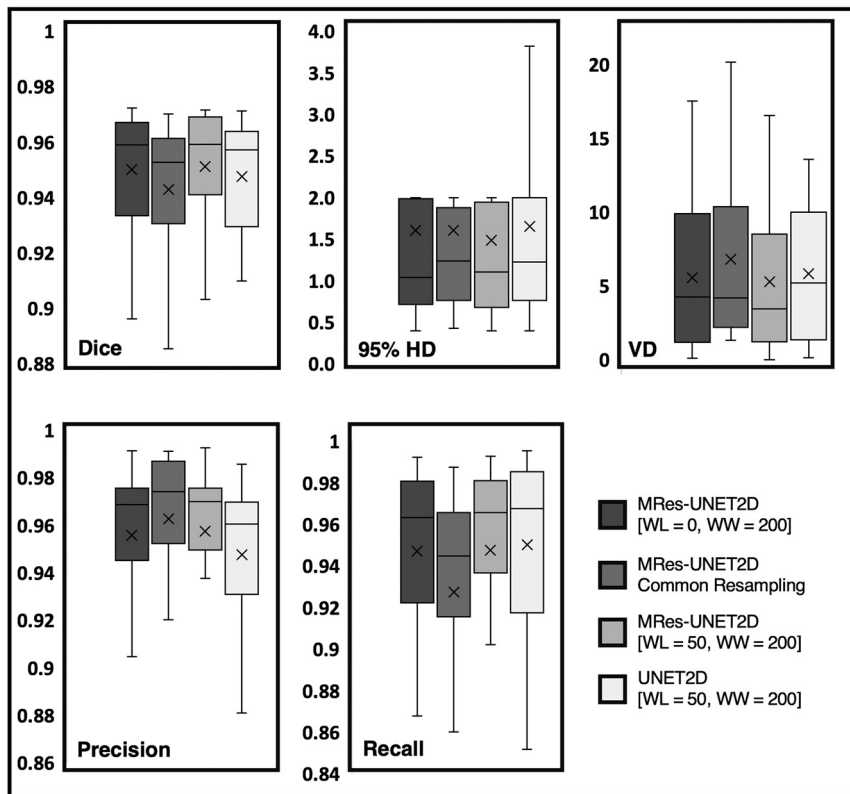 1
0.98
0.96
0.94
0.92
0.9
0.88
Dice
4.0
3.5
3.0
2.5
2.0
1.5
1.0
0.5
0.0
95% HD
20
15
10
5
0
VD
1
0.98
0.96
0.94
0.92
0.9
0.88
0.86
Precision
1
0.98
0.96
0.94
0.92
0.9
0.88
0.86
0.84
Recall
MRes-UNET2D
[WL = 0, WW = 200]
MRes-UNET2D
Common Resampling
MRes-UNET2D
[WL = 50, WW = 200]
UNET2D
[WL = 50, WW = 200]